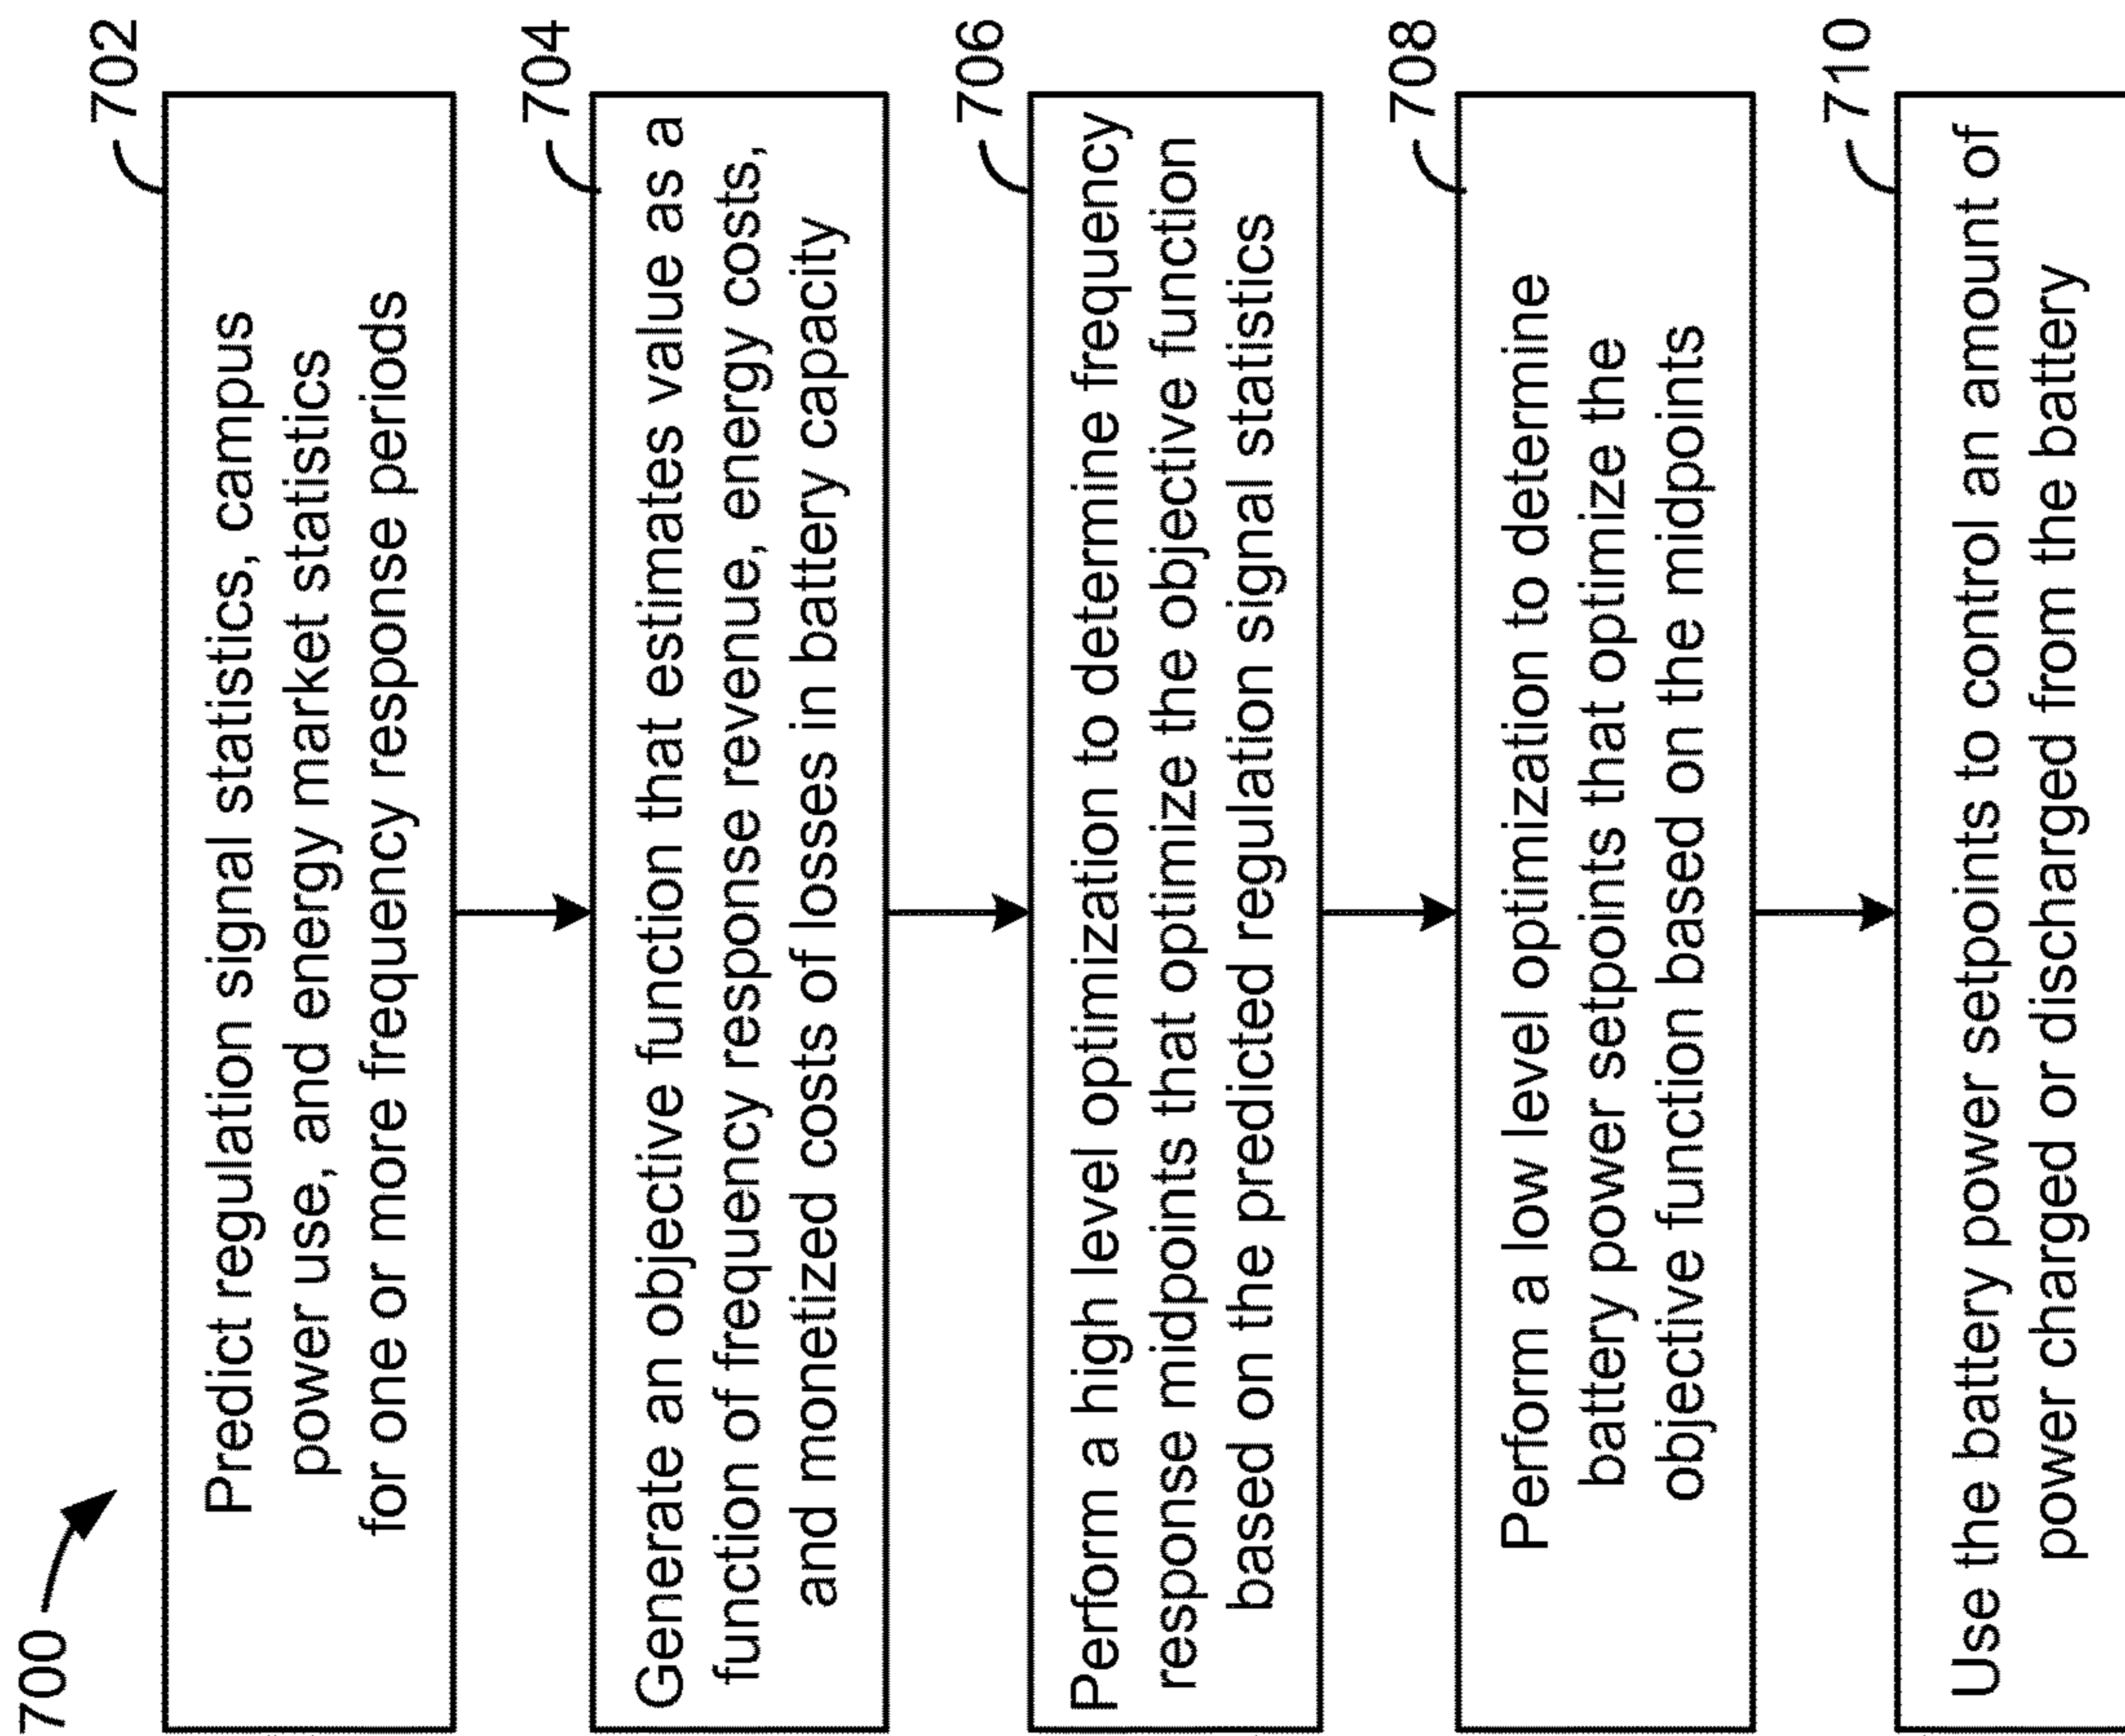 700
702
Predict regulation signal statistics, campus
power use, and energy market statistics
for one or more frequency response periods
704
Generate an objective function that estimates value as a
function of frequency response revenue, energy costs,
and monetized costs of losses in battery capacity
706
Perform a high level optimization to determine frequency
response midpoints that optimize the objective function
based on the predicted regulation signal statistics
708
Perform a low level optimization to determine
battery power setpoints that optimize the
objective function based on the midpoints
710
Use the battery power setpoints to control an amount of
power charged or discharged from the battery